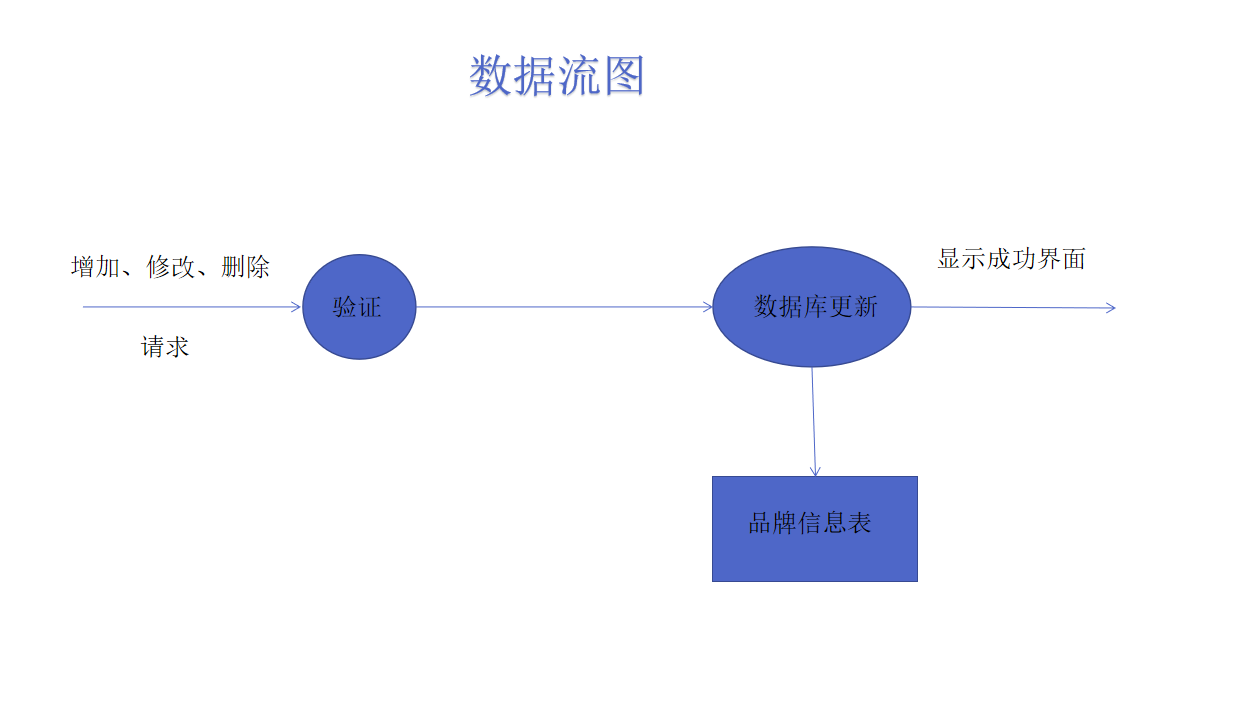 数据流图
增加、修改、删除
请求
验证
数据库更新
显示成功界面
品牌信息表